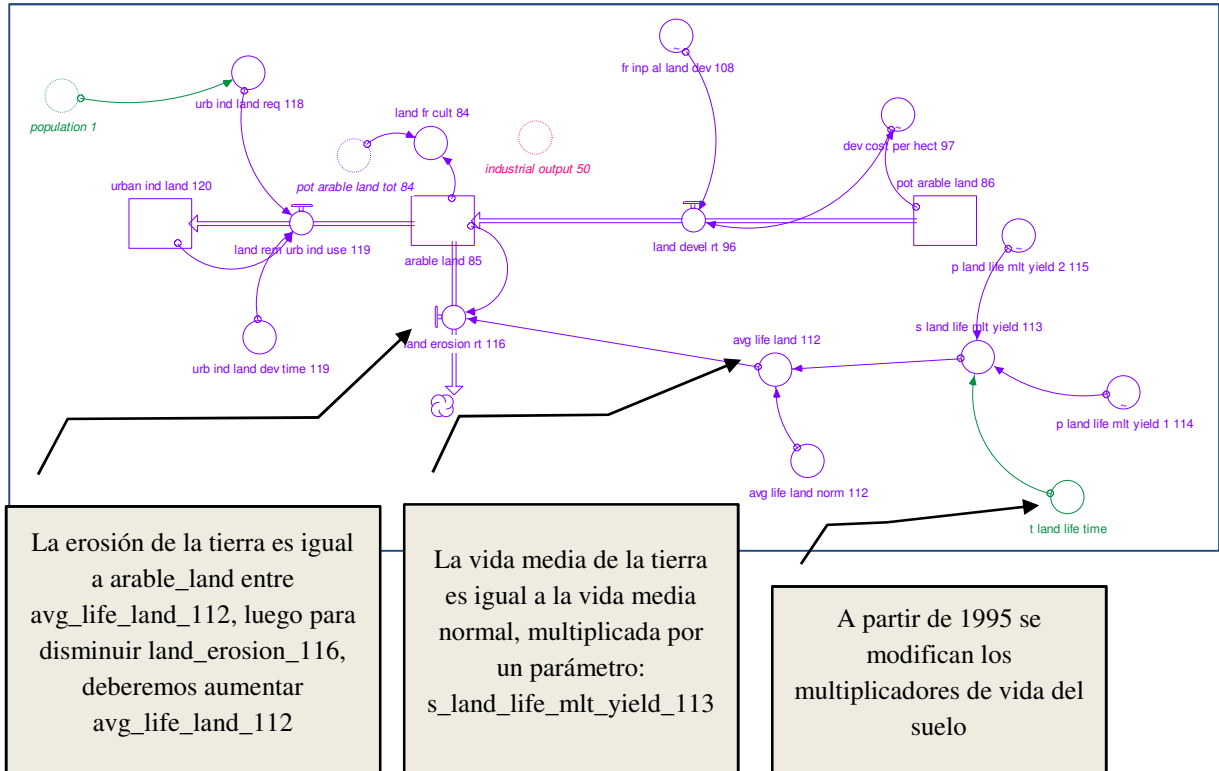 fr inp al land dev 108
urb ind land req 118
population 1
land fr cult 84
industrial output 50
dev cost per hect 97
pot arable land tot 84
urban ind land 120
pot arable land 86
land rem urb ind use 119
land devel rt 96
arable land 85
p land life mlt yield 2 115
s land life mlt yield 113
land erosion rt 116
avg life land 112
urb ind land dev time 119
p land life mlt yield 1 114
avg life land norm 112
t land life time
La erosión de la tierra es igual
a arable_land entre
avg_life_land_112, luego para
disminuir land_erosion_116,
deberemos aumentar
avg_life_land_112
La vida media de la tierra
es igual a la vida media
normal, multiplicada por
un parámetro:
s_land_life_mlt_yield_113
A partir de 1995 se
modifican los
multiplicadores de vida del
suelo